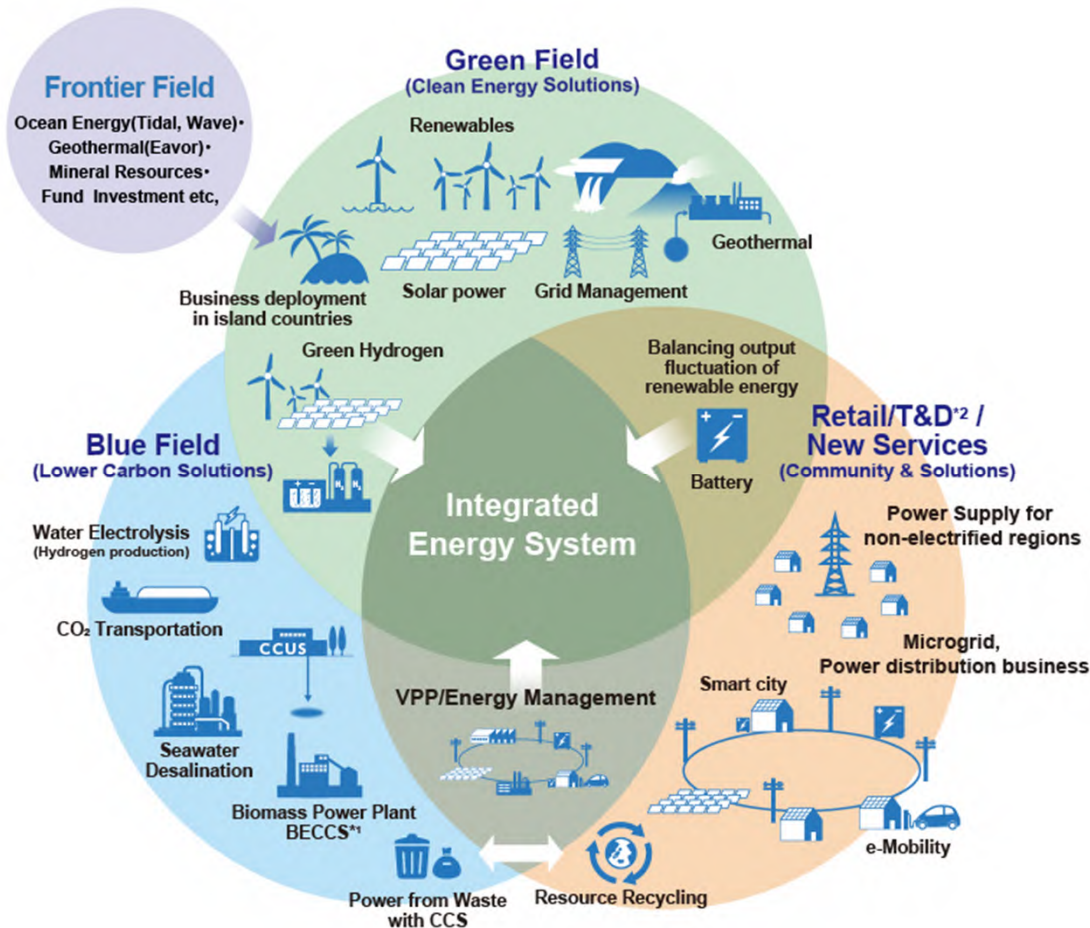 Frontier Field
Ocean Energy(Tidal, Wave)・
Geothermal(Eavor)・
Mineral Resources・
Fund Investment etc,
Green Field
(Clean Energy Solutions)
Renewables
Geothermal
Solar power
Grid Management
Business deployment
in island countries
Green Hydrogen
H₂ H₂
Balancing output
fluctuation of
renewable energy
Battery
Blue Field
(Lower Carbon Solutions)
Water Electrolysis
(Hydrogen production)
CO₂ Transportation
CCUS
Seawater
Desalination
Biomass Power Plant
BECCS*1
Power from Waste
with CCS
Integrated
Energy System
VPP/Energy Management
Retail/T&D*2 /
New Services
(Community & Solutions)
Power Supply for
non-electrified regions
Microgrid,
Power distribution business
Smart city
e-Mobility
Resource Recycling